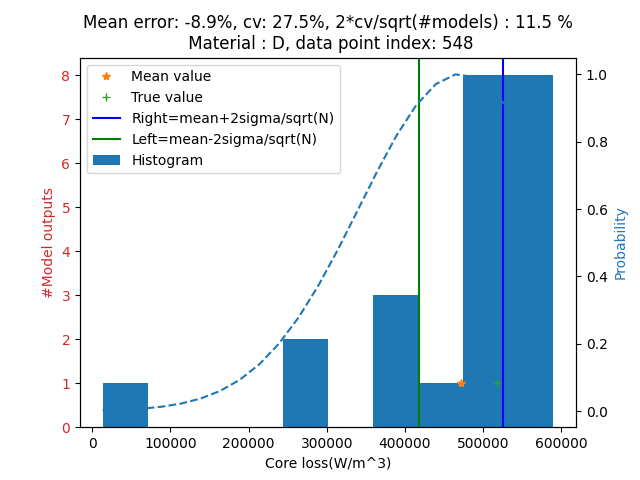 Mean error: -8.9%, cv: 27.5%, 2*cv/sqrt(#models) : 11.5 %
Material : D, data point index: 548
Mean value
True value
Right=mean+2sigma/sqrt(N)
Left=mean-2sigma/sqrt(N)
Histogram
8
7
6
5
4
3
2
1
0
#Model outputs
1.0
0.8
0.6
0.4
0.2
0.0
Probability
0 100000 200000 300000 400000 500000 600000
Core loss(W/m^3)